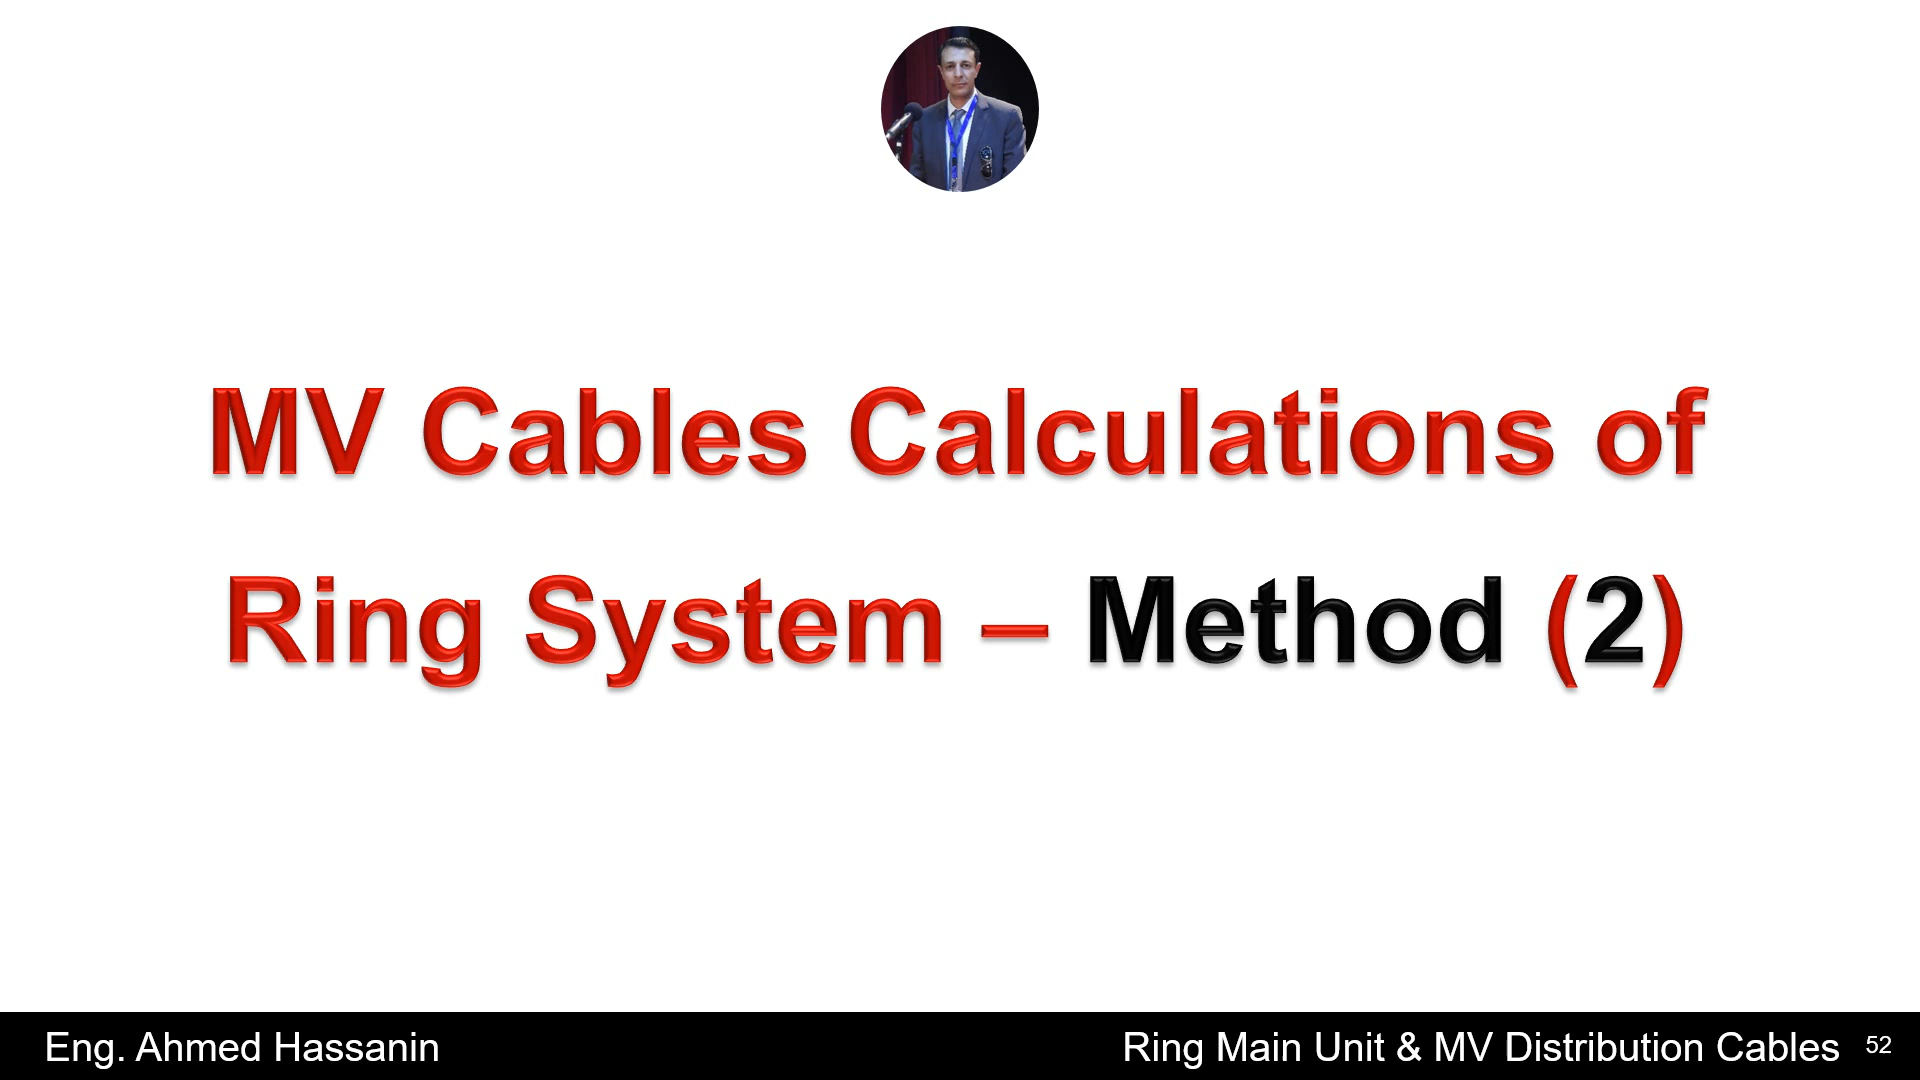 MV Cables Calculations of
Ring System – Method (2)
Eng. Ahmed Hassanin
Ring Main Unit & MV Distribution Cables 52